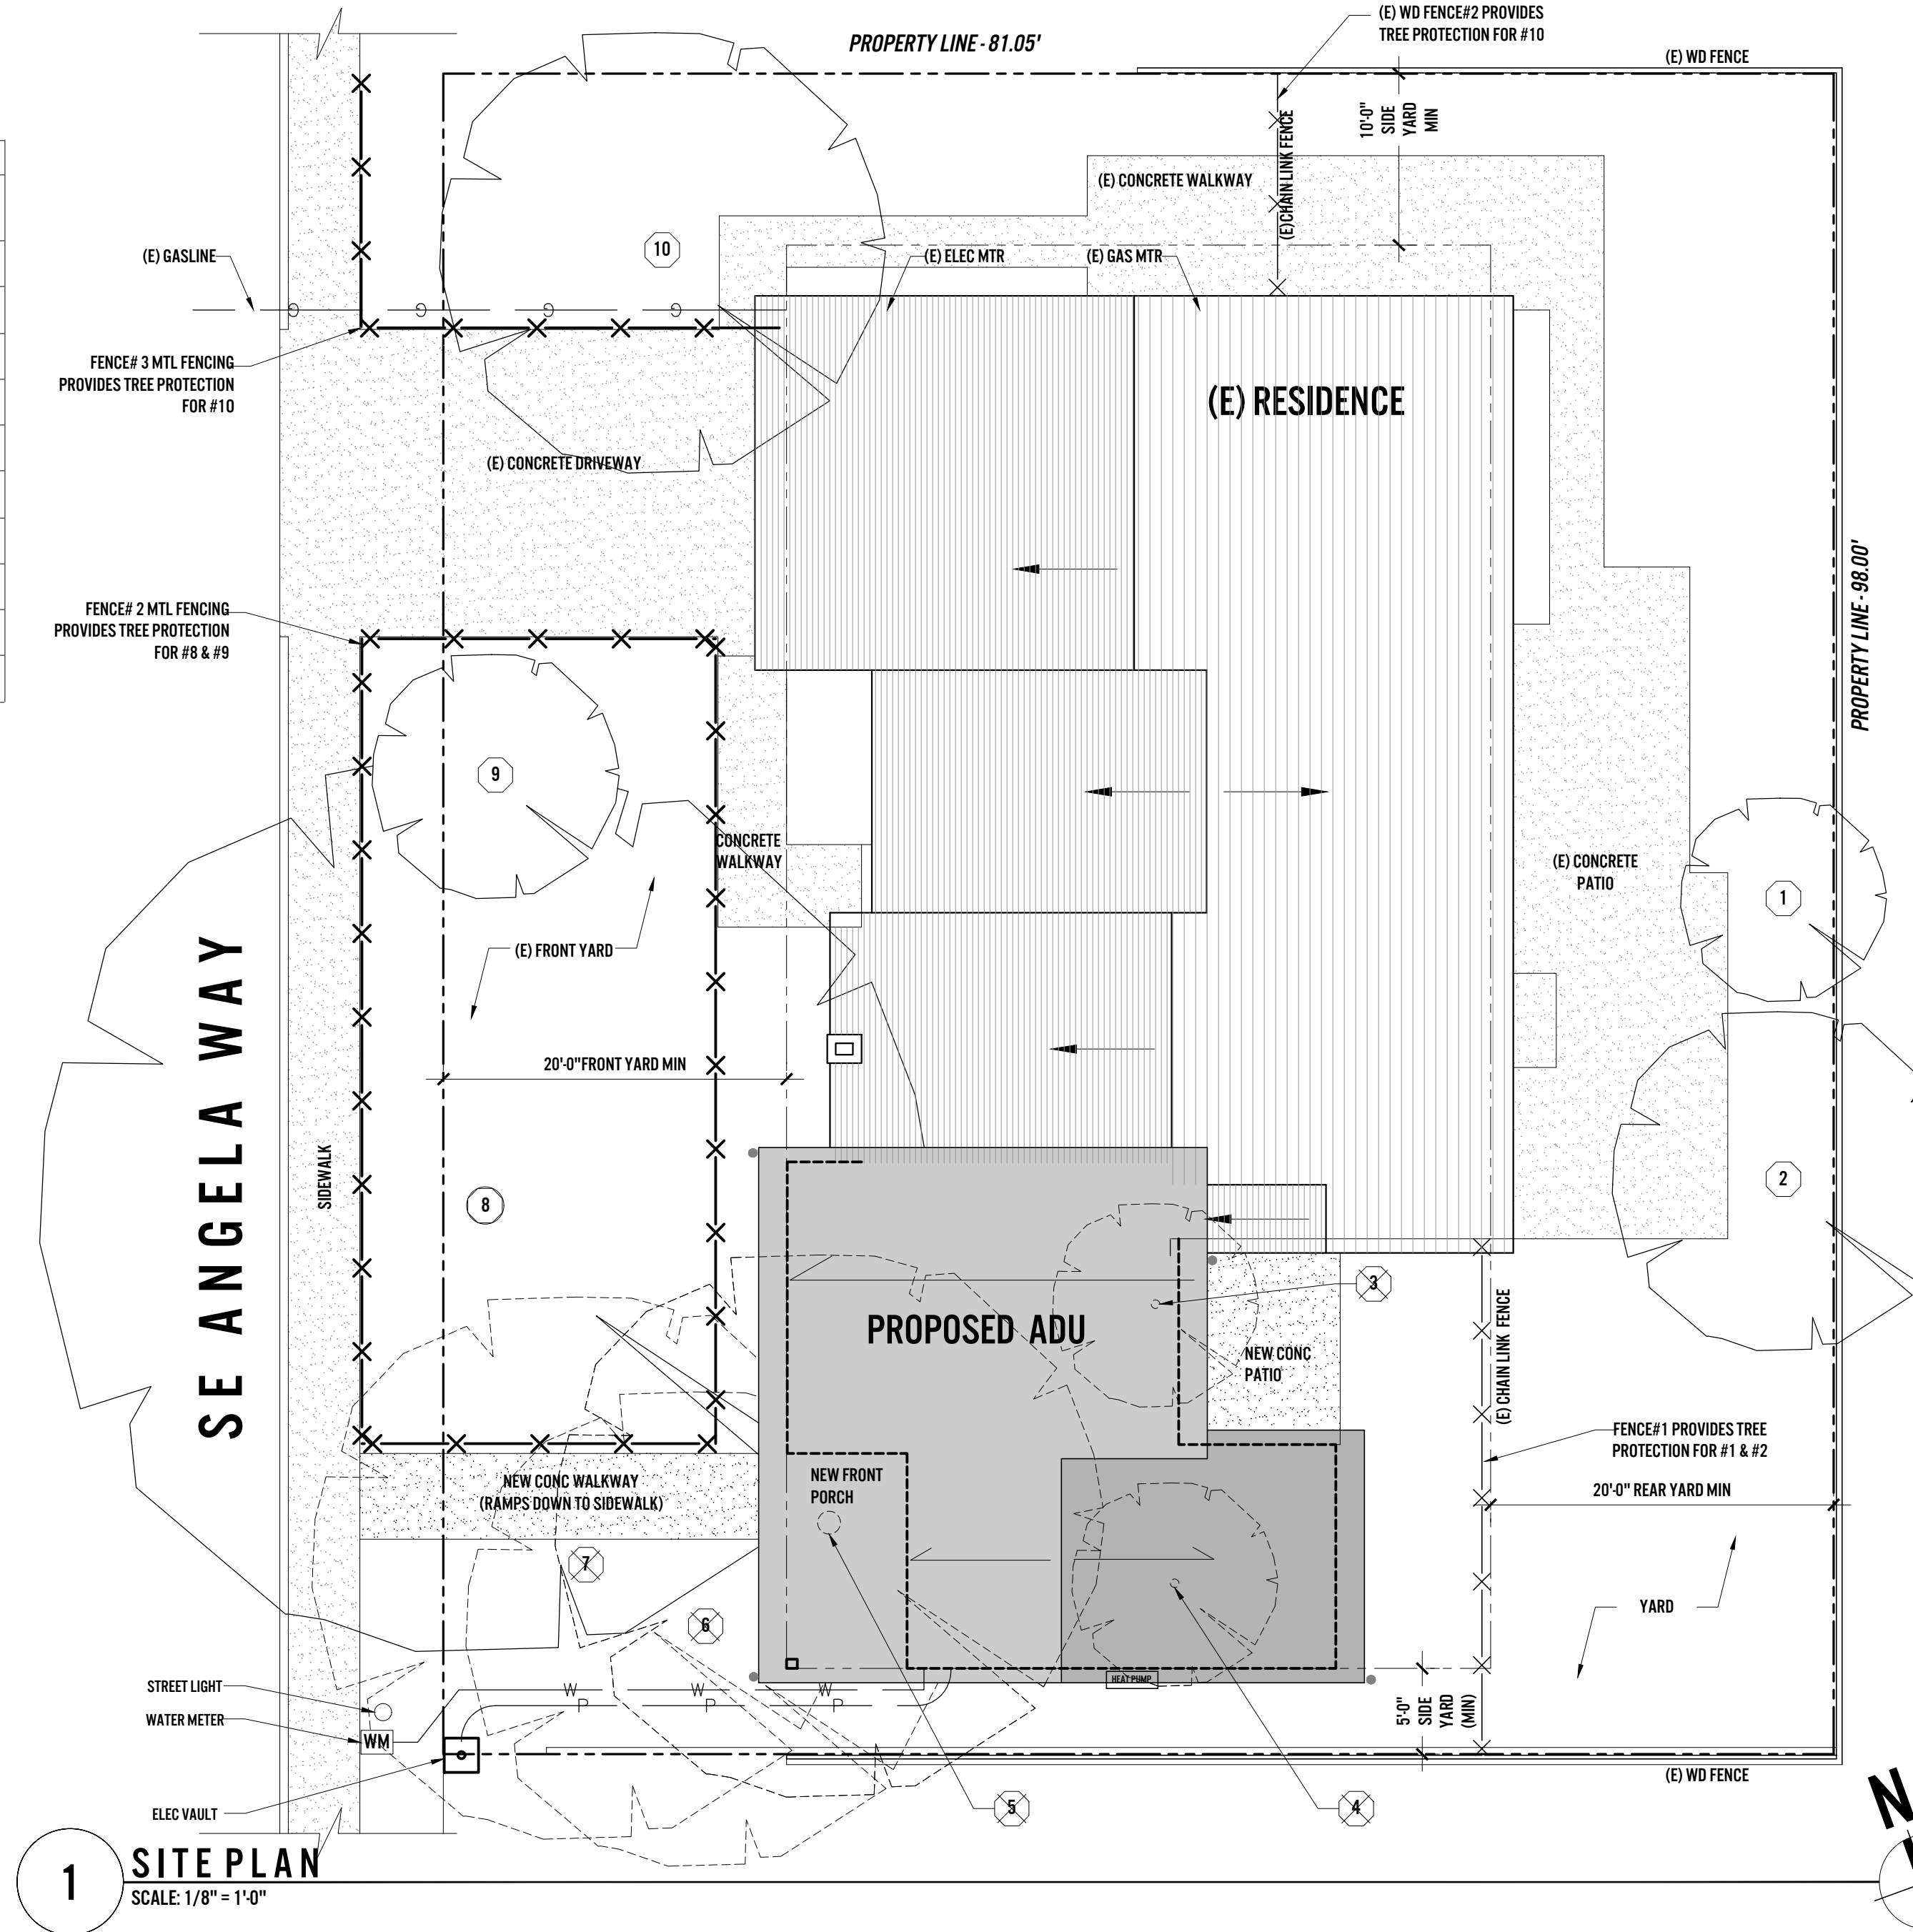 (E) WD FENCE#2 PROVIDES
TREE PROTECTION FOR #10
PROPERTY LINE - 81.05'
(E) WD FENCE
10'-0"
SIDE
YARD
MIN
(E) CONCRETE WALKWAY
(E)CHAIN LINK FENCE
10
(E) GASLINE
(E) ELEC MTR
(E) GAS MTR
G G G G
FENCE# 3 MTL FENCING
PROVIDES TREE PROTECTION
FOR #10
(E) RESIDENCE
(E) CONCRETE DRIVEWAY
PROPERTY LINE - 98.00'
FENCE# 2 MTL FENCING
PROVIDES TREE PROTECTION
FOR #8 & #9
9
CONCRETE
WALKWAY
(E) CONCRETE
PATIO
1
(E) FRONT YARD
SE ANGELA WAY
20'-0"FRONT YARD MIN
SIDEWALK
8
2
3
PROPOSED ADU
NEW CONC
PATIO
(E) CHAIN LINK FENCE
FENCE#1 PROVIDES TREE
PROTECTION FOR #1 & #2
NEW CONC WALKWAY
(RAMPS DOWN TO SIDEWALK)
NEW FRONT
PORCH
20'-0" REAR YARD MIN
7
6
YARD
HEAT PUMP
STREET LIGHT
WATER METER
WM
W W W
P P P
5'-0"
SIDE
YARD
(MIN)
ELEC VAULT
5
4
(E) WD FENCE
N
1
SITE PLAN
SCALE: 1/8" = 1'-0"